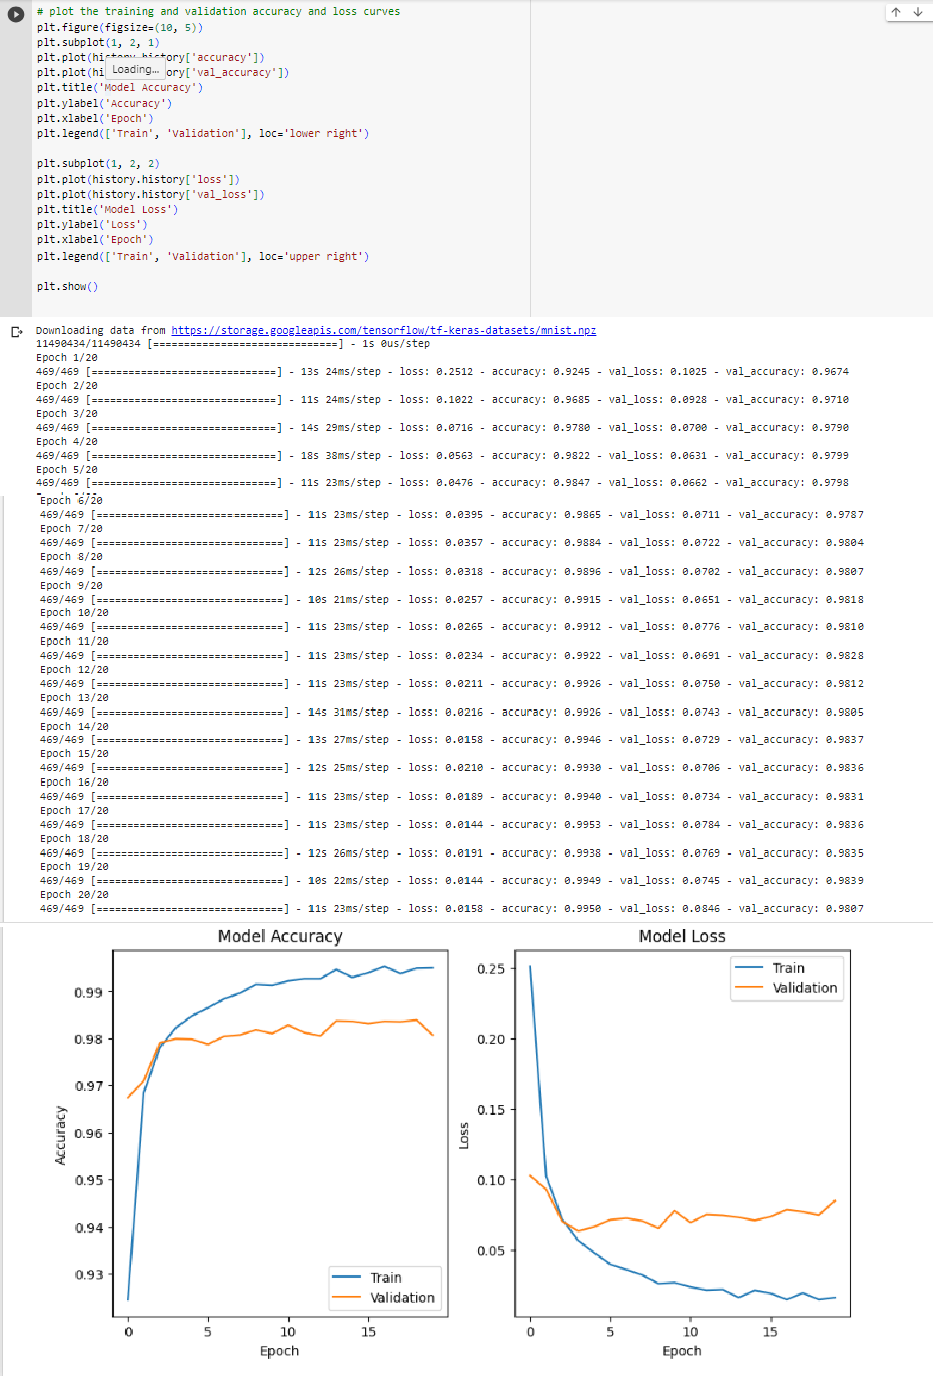 # plot the training and validation accuracy and loss curves
plt.figure(figsize=(10, 5))
plt.subplot(1, 2, 1)
plt.plot(history.history['accuracy'])
plt.plot(hi ory['val_accuracy'])
Loading...
plt.title('Model Accuracy')
plt.ylabel('Accuracy')
plt.xlabel('Epoch')
plt.legend(['Train', 'Validation'], loc='lower right')
plt.subplot(1, 2, 2)
plt.plot(history.history['loss'])
plt.plot(history.history['val_loss'])
plt.title('Model Loss')
plt.ylabel('Loss')
plt.xlabel('Epoch')
plt.legend(['Train', 'Validation'], loc='upper right')
plt.show()
Downloading data from https://storage.googleapis.com/tensorflow/tf-keras-datasets/mnist.npz
11490434/11490434 [==============================] - 1s 0us/step
Epoch 1/20
469/469 [==============================] - 13s 24ms/step - loss: 0.2512 - accuracy: 0.9245 - val_loss: 0.1025 - val_accuracy: 0.9674
Epoch 2/20
469/469 [==============================] - 11s 24ms/step - loss: 0.1022 - accuracy: 0.9685 - val_loss: 0.0928 - val_accuracy: 0.9710
Epoch 3/20
469/469 [==============================] - 14s 29ms/step - loss: 0.0716 - accuracy: 0.9780 - val_loss: 0.0700 - val_accuracy: 0.9790
Epoch 4/20
469/469 [==============================] - 18s 38ms/step - loss: 0.0563 - accuracy: 0.9822 - val_loss: 0.0631 - val_accuracy: 0.9799
Epoch 5/20
469/469 [==============================] - 11s 23ms/step - loss: 0.0476 - accuracy: 0.9847 - val_loss: 0.0662 - val_accuracy: 0.9798
Epoch 6/20
469/469 [==============================] - 11s 23ms/step - loss: 0.0395 - accuracy: 0.9865 - val_loss: 0.0711 - val_accuracy: 0.9787
Epoch 7/20
469/469 [==============================] - 11s 23ms/step - loss: 0.0357 - accuracy: 0.9884 - val_loss: 0.0722 - val_accuracy: 0.9804
Epoch 8/20
469/469 [==============================] - 12s 26ms/step - loss: 0.0318 - accuracy: 0.9896 - val_loss: 0.0702 - val_accuracy: 0.9807
Epoch 9/20
469/469 [==============================] - 10s 21ms/step - loss: 0.0257 - accuracy: 0.9915 - val_loss: 0.0651 - val_accuracy: 0.9818
Epoch 10/20
469/469 [==============================] - 11s 23ms/step - loss: 0.0265 - accuracy: 0.9912 - val_loss: 0.0776 - val_accuracy: 0.9810
Epoch 11/20
469/469 [==============================] - 11s 23ms/step - loss: 0.0234 - accuracy: 0.9922 - val_loss: 0.0691 - val_accuracy: 0.9828
Epoch 12/20
469/469 [==============================] - 11s 23ms/step - loss: 0.0211 - accuracy: 0.9926 - val_loss: 0.0750 - val_accuracy: 0.9812
Epoch 13/20
469/469 [==============================] - 14s 31ms/step - loss: 0.0216 - accuracy: 0.9926 - val_loss: 0.0743 - val_accuracy: 0.9805
Epoch 14/20
469/469 [==============================] - 13s 27ms/step - loss: 0.0158 - accuracy: 0.9946 - val_loss: 0.0729 - val_accuracy: 0.9837
Epoch 15/20
469/469 [==============================] - 12s 25ms/step - loss: 0.0210 - accuracy: 0.9930 - val_loss: 0.0706 - val_accuracy: 0.9836
Epoch 16/20
469/469 [==============================] - 11s 23ms/step - loss: 0.0189 - accuracy: 0.9940 - val_loss: 0.0734 - val_accuracy: 0.9831
Epoch 17/20
469/469 [==============================] - 11s 23ms/step - loss: 0.0144 - accuracy: 0.9953 - val_loss: 0.0784 - val_accuracy: 0.9836
Epoch 18/20
469/469 [==============================] - 12s 26ms/step - loss: 0.0191 - accuracy: 0.9938 - val_loss: 0.0769 - val_accuracy: 0.9835
Epoch 19/20
469/469 [==============================] - 10s 22ms/step - loss: 0.0144 - accuracy: 0.9949 - val_loss: 0.0745 - val_accuracy: 0.9839
Epoch 20/20
469/469 [==============================] - 11s 23ms/step - loss: 0.0158 - accuracy: 0.9950 - val_loss: 0.0846 - val_accuracy: 0.9807
Model Accuracy
0.99
0.98
0.97
0.96
0.95
0.94
0.93
Accuracy
Train
Validation
0 5 10 15
Epoch
Model Loss
Train
Validation
0.25
0.20
0.15
0.10
0.05
Loss
0 5 10 15
Epoch